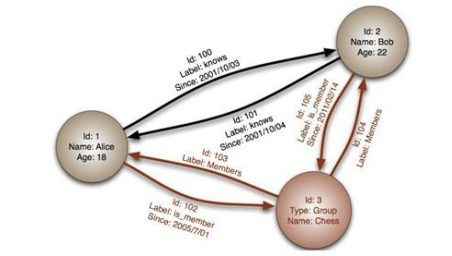 Id: 2
Name: Bob
Age: 22
Id: 100
Label: knows
Since: 2001/10/03
Id: 101
Label: knows
Since: 2001/10/04
Id: 105
Label: is_member
Since: 2011/02/14
Id: 104
Label: Members
Id: 1
Name: Alice
Age: 18
Id: 103
Label: Members
Id: 102
Label: is_member
Since: 2005/7/01
Id: 3
Type: Group
Name: Chess